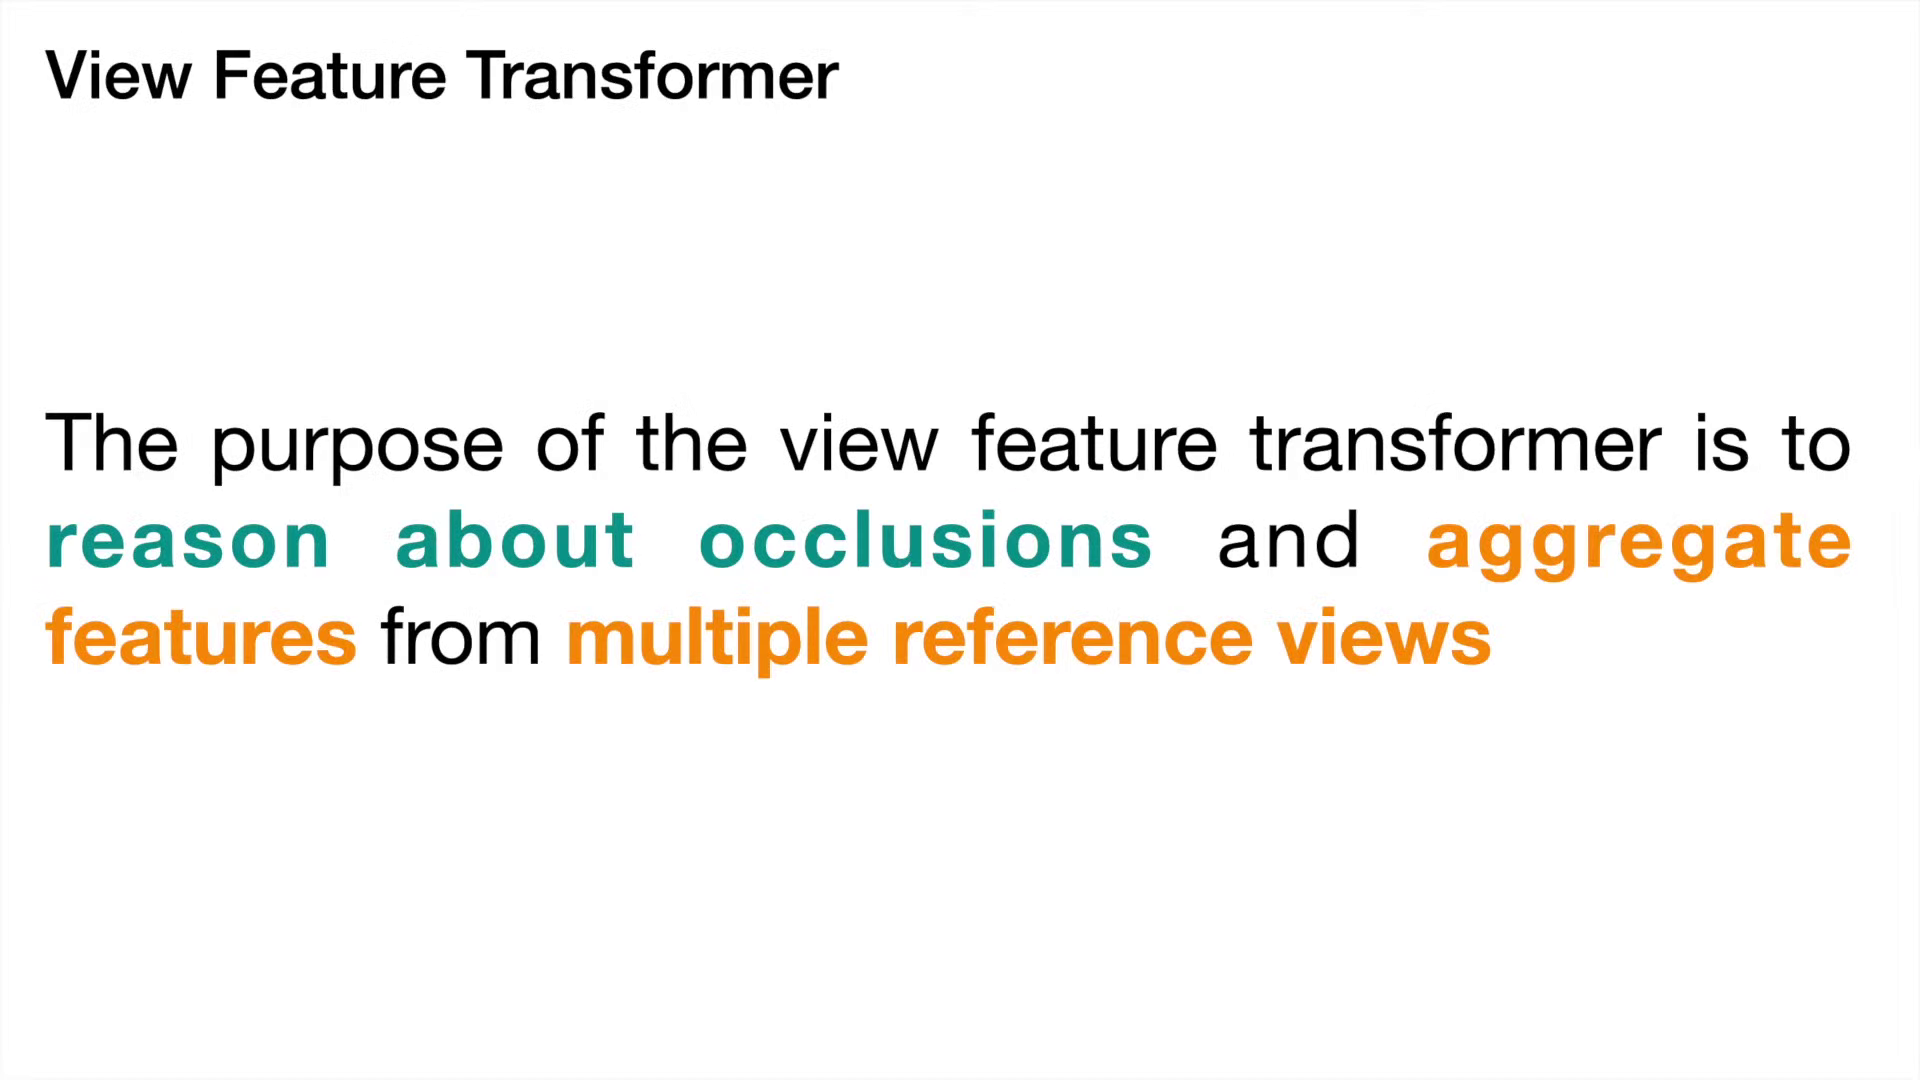 View Feature Transformer
The purpose of the view feature transformer is to
reason about occlusions and aggregate
features from multiple reference views